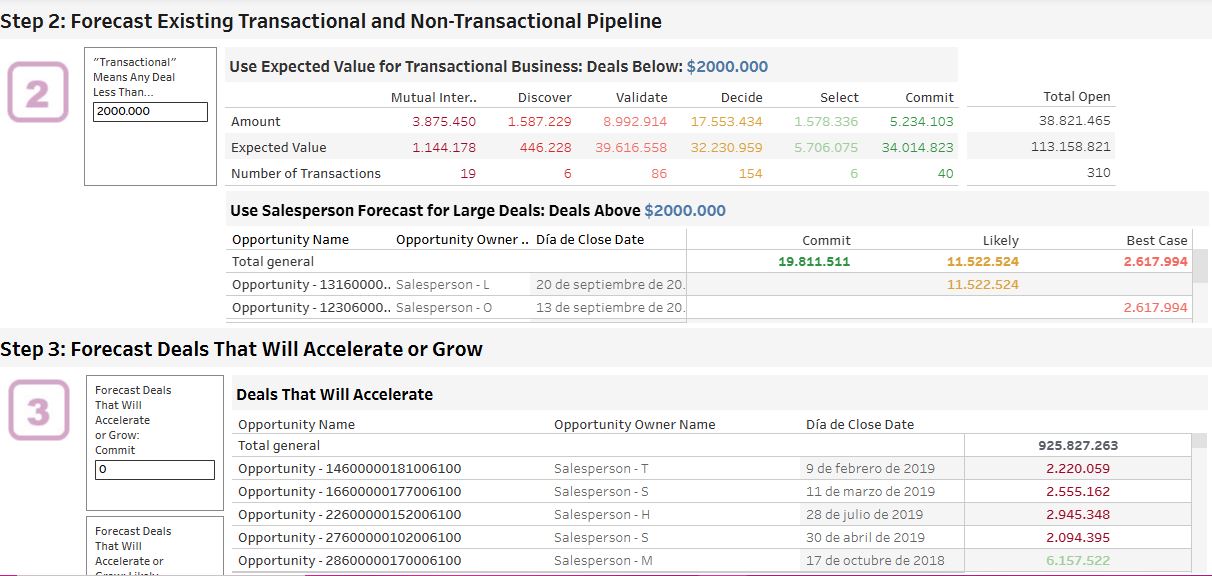 Step 2: Forecast Existing Transactional and Non-Transactional Pipeline
2
"Transactional"
Means Any Deal
Less Than...
2000.000
Use Expected Value for Transactional Business: Deals Below: $2000.000
Mutual Inter.. Discover Validate Decide Select Commit Total Open
Amount 3.875.450 1.587.229 8.992.914 17.553.434 1.578.336 5.234.103 38.821.465
Expected Value 1.144.178 446.228 39.616.558 32.230.959 5.706.075 34.014.823 113.158.821
Number of Transactions 19 6 86 154 6 40 310
Use Salesperson Forecast for Large Deals: Deals Above $2000.000
Opportunity Name Opportunity Owner .. Día de Close Date Commit Likely Best Case
Total general 19.811.511 11.522.524 2.617.994
Opportunity - 13160000.. Salesperson - L 20 de septiembre de 20. 11.522.524
Opportunity - 12306000.. Salesperson - O 13 de septiembre de 20. 2.617.994
Step 3: Forecast Deals That Will Accelerate or Grow
3
Forecast Deals
That Will
Accelerate
or Grow:
Commit
0
Forecast Deals
That Will
Accelerate or
Grow: Likely
Deals That Will Accelerate
Opportunity Name Opportunity Owner Name Día de Close Date
Total general 925.827.263
Opportunity - 14600000181006100 Salesperson - T 9 de febrero de 2019 2.220.059
Opportunity - 16600000177006100 Salesperson - S 11 de marzo de 2019 2.555.162
Opportunity - 22600000152006100 Salesperson - H 28 de julio de 2019 2.945.348
Opportunity - 27600000102006100 Salesperson - S 30 de abril de 2019 2.094.395
Opportunity - 28600000170006100 Salesperson - M 17 de octubre de 2018 6.157.522